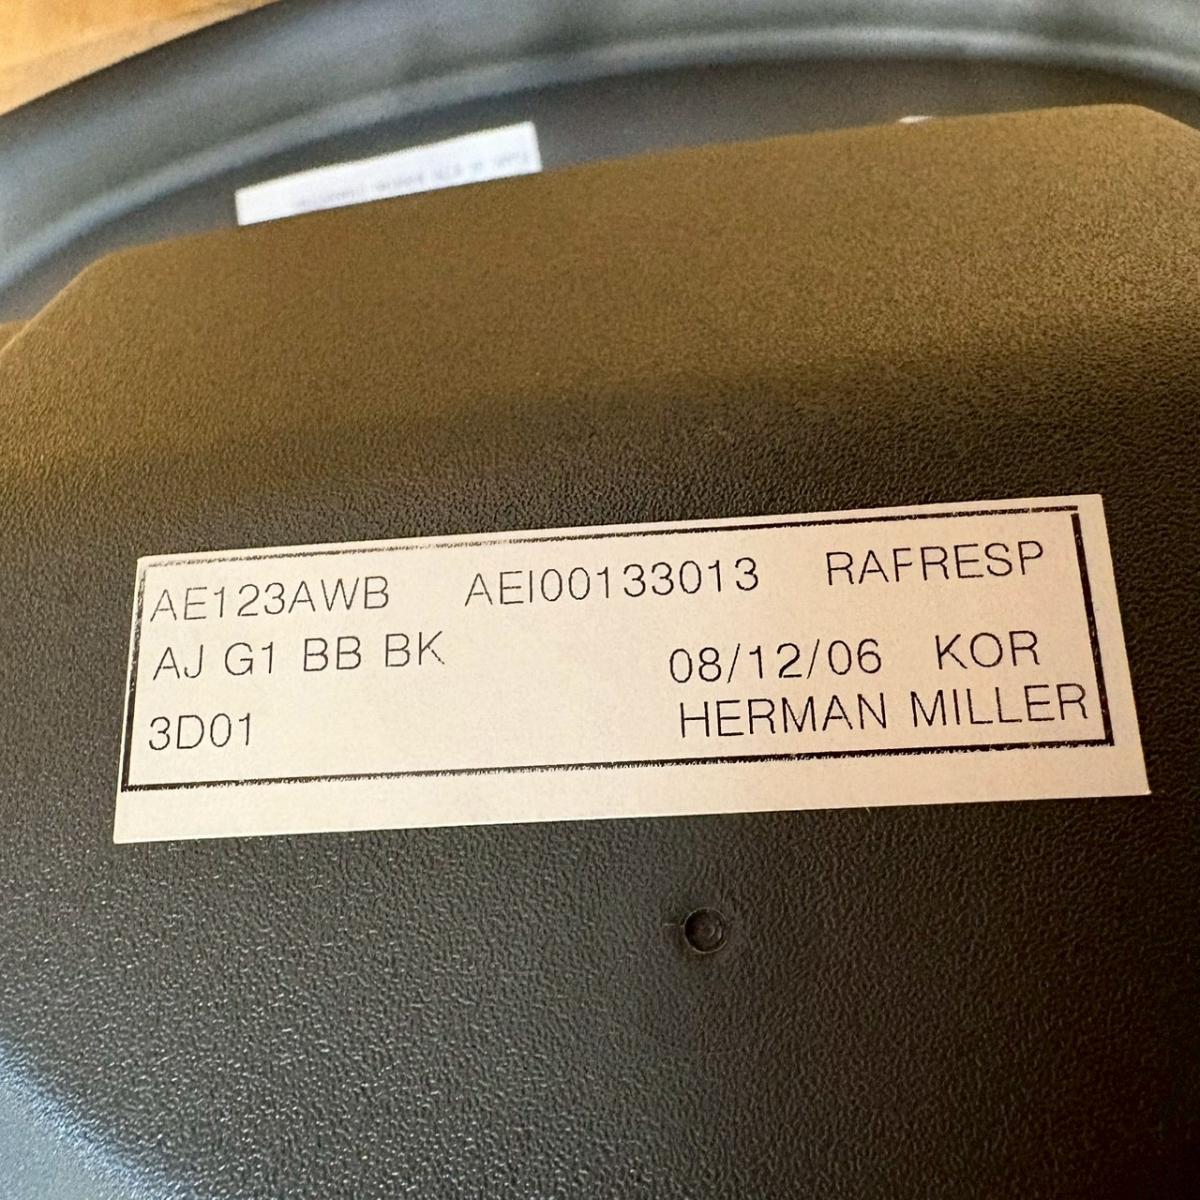 AE123AWB AEI00133013 RAFRESP
AJ G1 BB BK 08/12/06 KOR
3D01 HERMAN MILLER